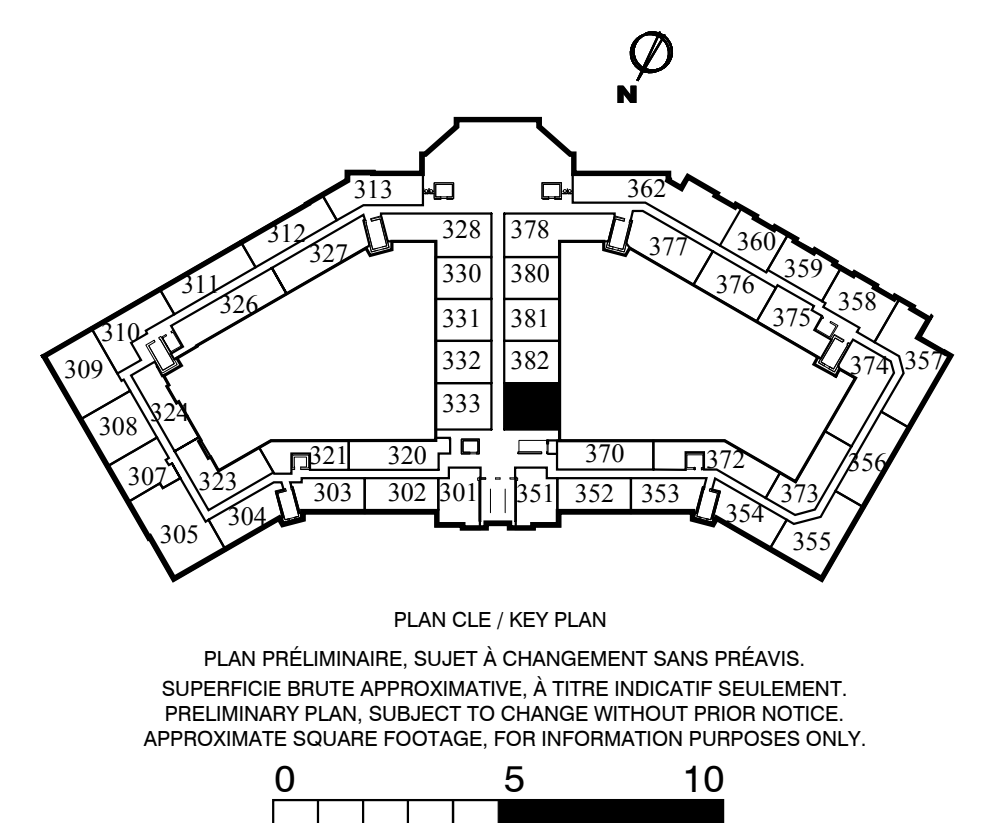 N
313 362
312 328 378 377 360
327 330 380 376 359
311 326 331 381 375 358
310 332 382 374 357
309 324 333
308 321 320 370 372 356
307 323 373
304 303 302 301 351 352 353 354
305 355
PLAN CLE / KEY PLAN
PLAN PRÉLIMINAIRE, SUJET À CHANGEMENT SANS PRÉAVIS.
SUPERFICIE BRUTE APPROXIMATIVE, À TITRE INDICATIF SEULEMENT.
PRELIMINARY PLAN, SUBJECT TO CHANGE WITHOUT PRIOR NOTICE.
APPROXIMATE SQUARE FOOTAGE, FOR INFORMATION PURPOSES ONLY.
0 5 10